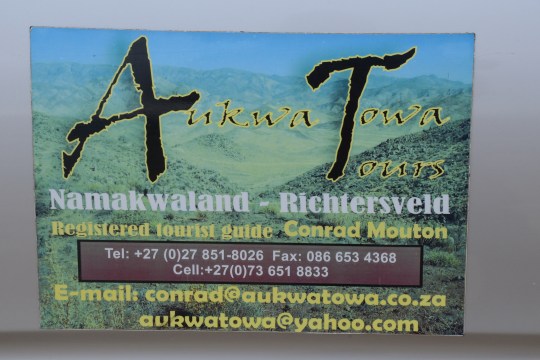 Aukwa Towa
Tours
Namakwaland - Richtersveld
Registered tourist guide Conrad Mouton
Tel: +27 (0)27 851-8026 Fax: 086 653 4368
Cell:+27(0)73 651 8833
E-mail: conrad@aukwatowa.co.za
aukwatowa@yahoo.com